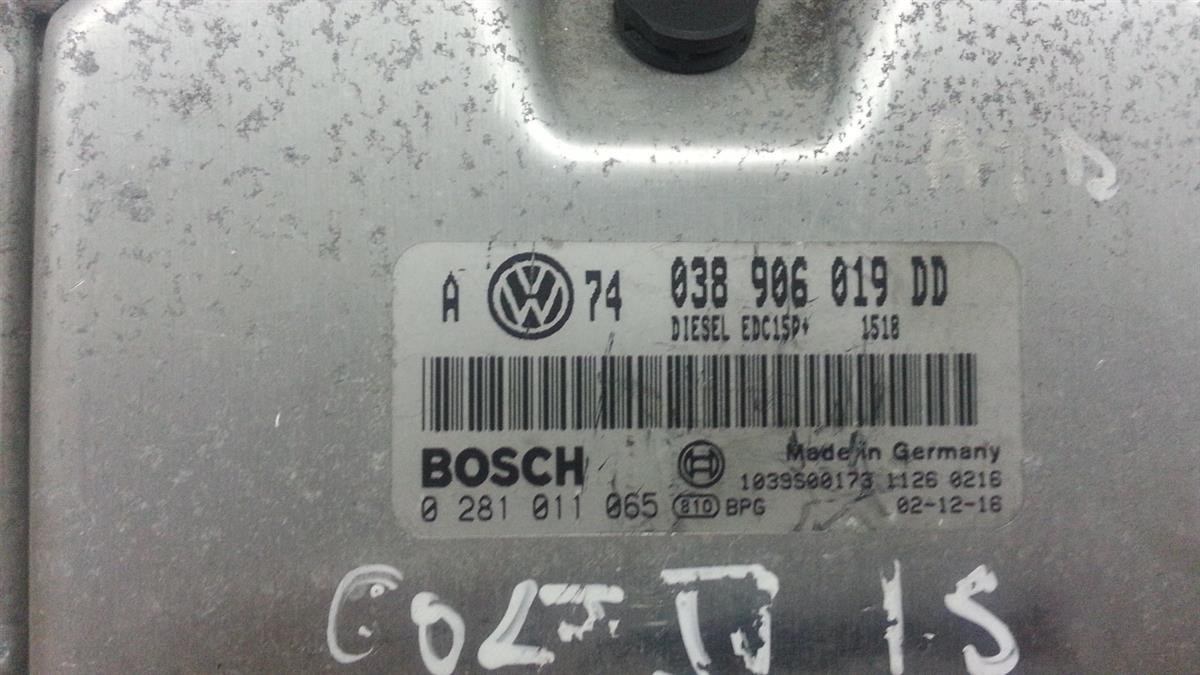 A VW 74 038 906 019 DD
DIESEL EDC15P+ 1518
BOSCH Made in Germany
1039S00173 1126 0216
0 281 011 065 810 BPG 02-12-16